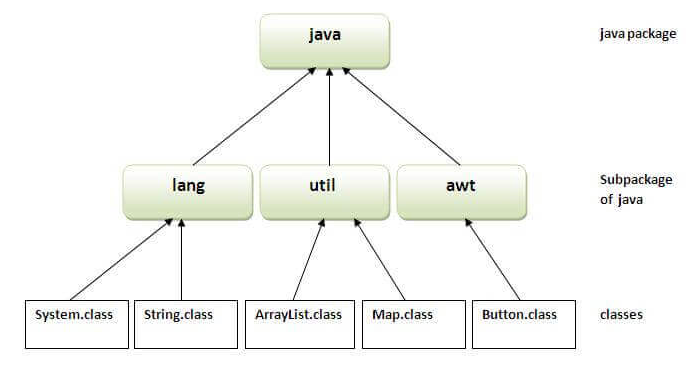 java
java package
lang
util
awt
Subpackage
of java
System.class
String.class
ArrayList.class
Map.class
Button.class
classes